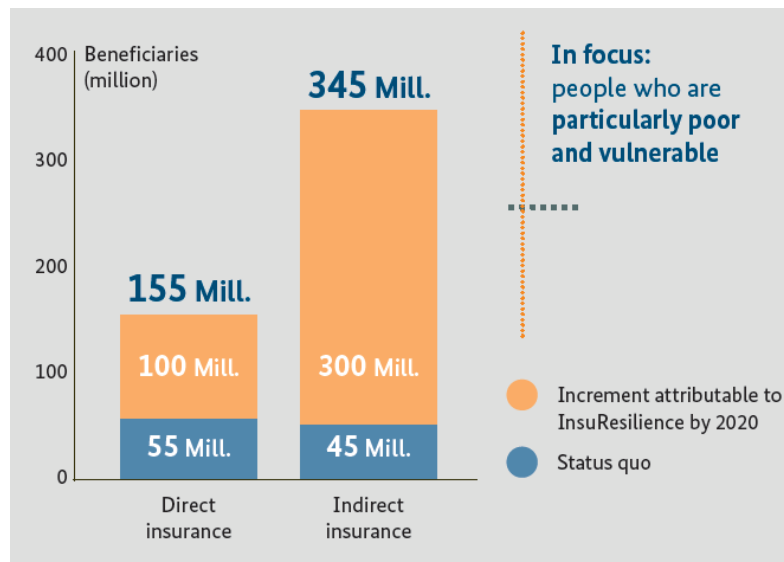 400
Beneficiaries
(million)
300
200
100
0
345 Mill.
155 Mill.
100 Mill.
300 Mill.
55 Mill.
45 Mill.
Direct
insurance
Indirect
insurance
In focus:
people who are
particularly poor
and vulnerable
Increment attributable to
InsuResilience by 2020
Status quo